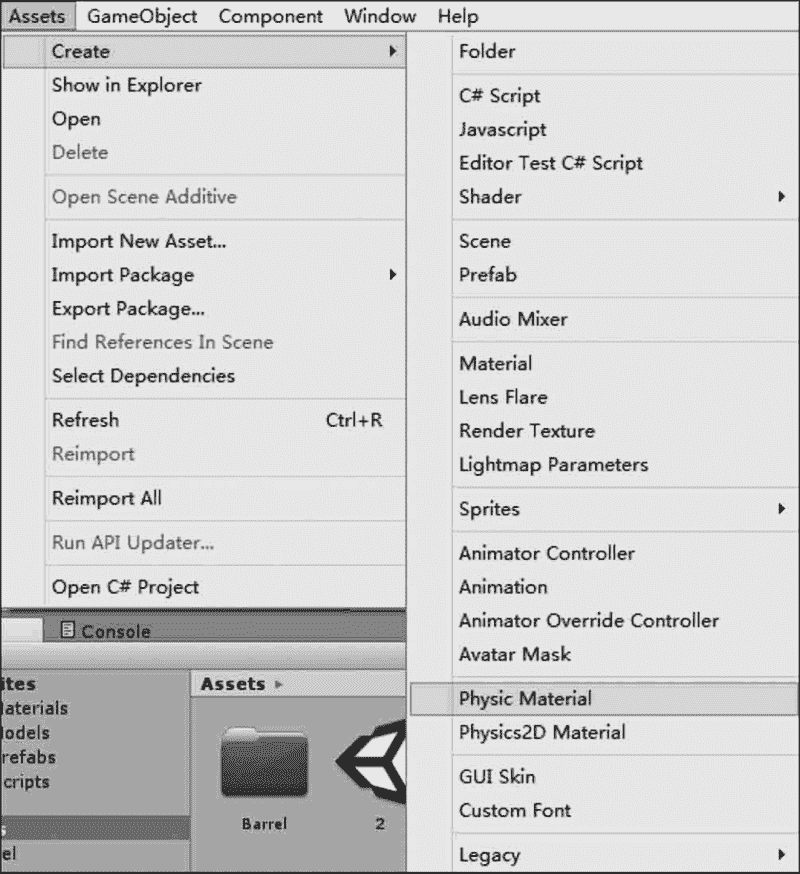 Assets GameObject Component Window Help
Create
Show in Explorer
Open
Delete
Open Scene Additive
Import New Asset...
Import Package
Export Package...
Find References In Scene
Select Dependencies
Refresh Ctrl+R
Reimport
Reimport All
Run API Updater...
Open C# Project
Folder
C# Script
Javascript
Editor Test C# Script
Shader
Scene
Prefab
Audio Mixer
Material
Lens Flare
Render Texture
Lightmap Parameters
Sprites
Animator Controller
Animation
Animator Override Controller
Avatar Mask
Physic Material
Physics2D Material
GUI Skin
Custom Font
Legacy
Console
ites
laterials
lodels
refabs
cripts
el
Assets
Barrel
2